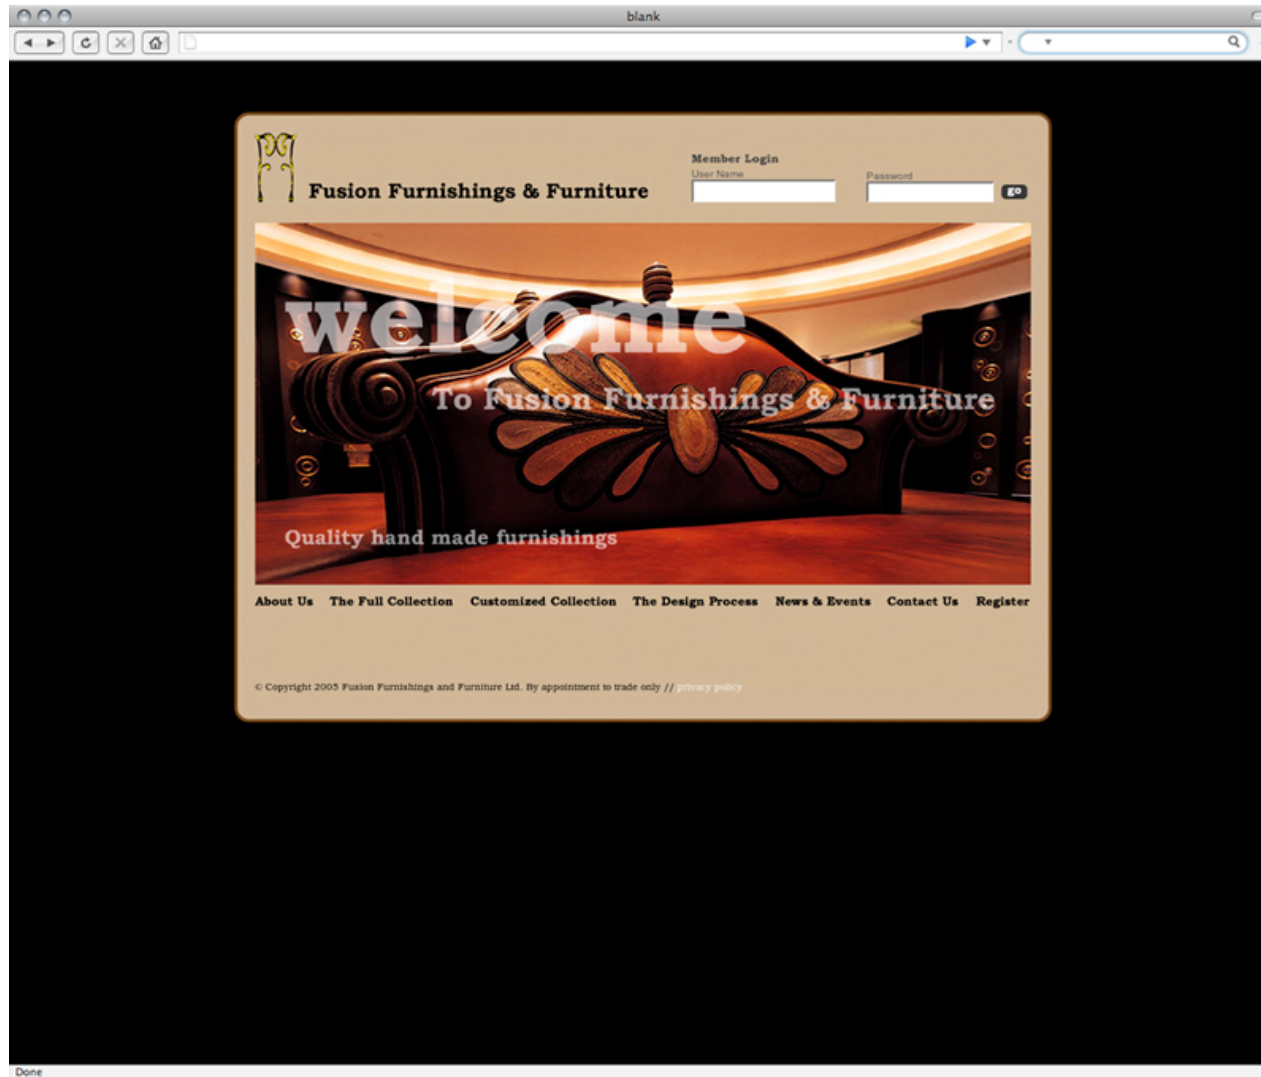 blank
Fusion Furnishings & Furniture
Member Login
User Name
Password
go
welcome
To Fusion Furnishings & Furniture
Quality hand made furnishings
About Us The Full Collection Customized Collection The Design Process News & Events Contact Us Register
© Copyright 2005 Fusion Furnishings and Furniture Ltd. By appointment to trade only // privacy policy
Done